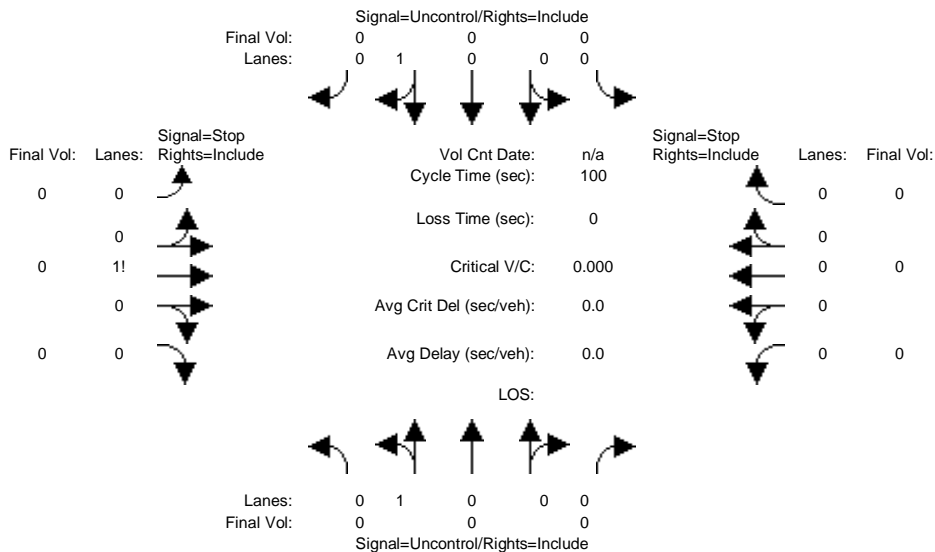 Signal=Uncontrol/Rights=Include
Final Vol: 0 0 0
Lanes: 0 1 0 0 0
Signal=Stop Signal=Stop
Final Vol: Lanes: Rights=Include Vol Cnt Date: n/a Rights=Include Lanes: Final Vol:
Cycle Time (sec): 100
0 0 0 0
Loss Time (sec): 0
0 0
0 1! Critical V/C: 0.000 0 0
0 Avg Crit Del (sec/veh): 0.0 0
0 0 Avg Delay (sec/veh): 0.0 0 0
LOS:
Lanes: 0 1 0 0 0
Final Vol: 0 0 0
Signal=Uncontrol/Rights=Include